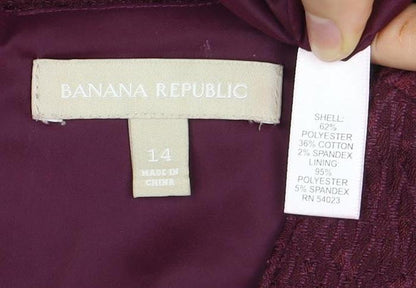 BANANA REPUBLIC
14
MADE IN
CHINA
SHELL:
62%
POLYESTER
36% COTTON
2% SPANDEX
LINING:
95%
POLYESTER
5% SPANDEX
RN 54023